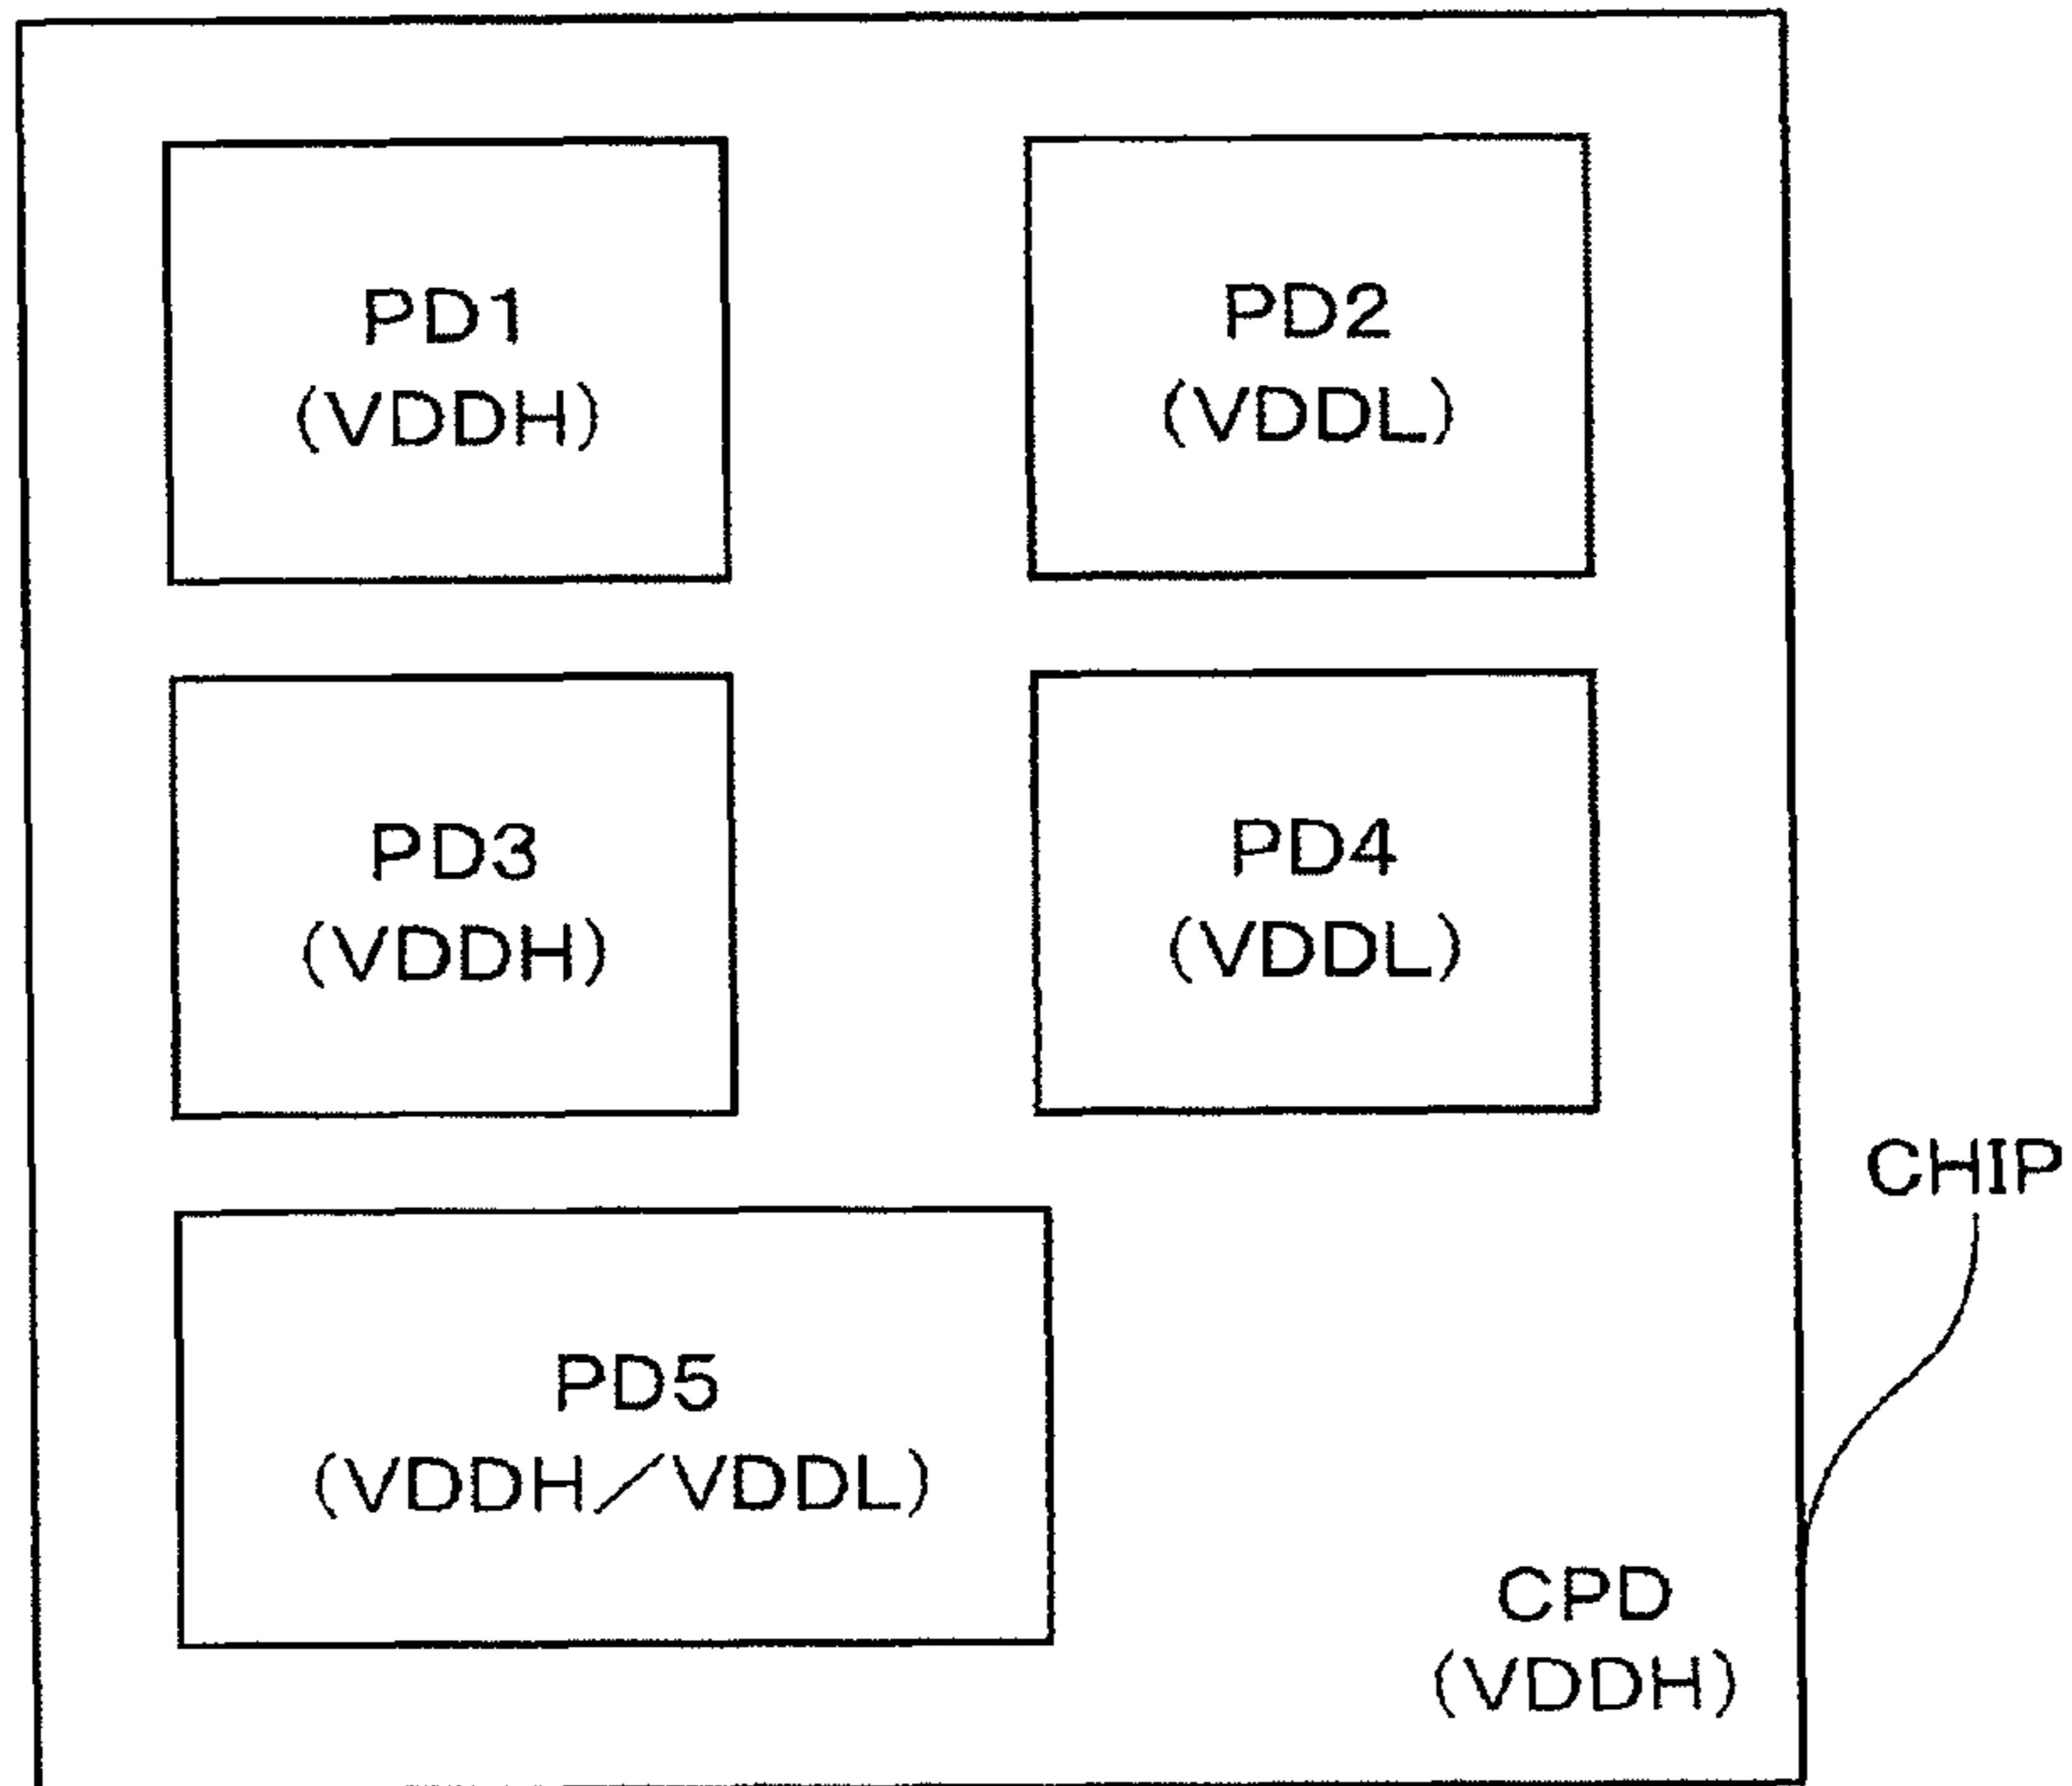 PD1
(VDDH)
PD2
(VDDL)
PD3
(VDDH)
PD4
(VDDL)
CHIP
PD5
(VDDH／VDDL)
CPD
(VDDH)